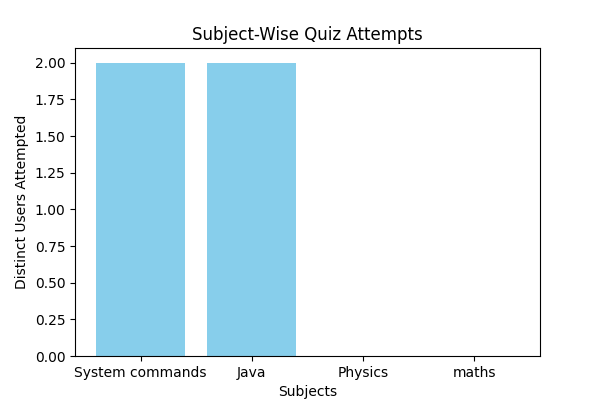 Subject-Wise Quiz Attempts
Distinct Users Attempted
2.00
1.75
1.50
1.25
1.00
0.75
0.50
0.25
0.00
System commands Java Physics maths
Subjects